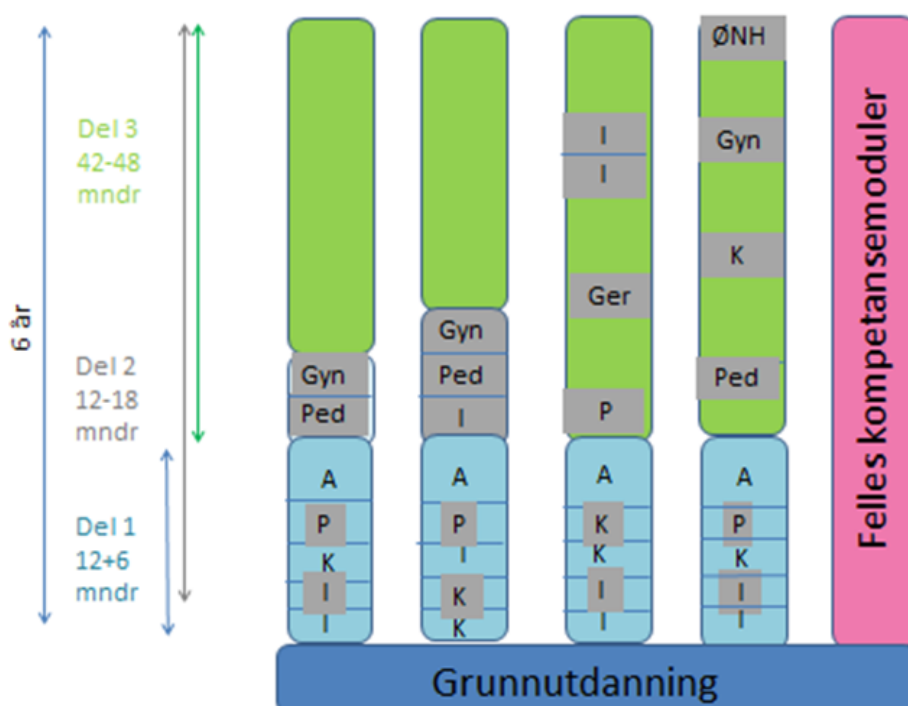 6 år
Del 3
42-48
mndr
Del 2
12-18
mndr
Del 1
12+6
mndr
Gyn
Ped
A
P
K
I
I
Gyn
Ped
I
A
P
I
K
K
I
I
Ger
P
A
K
K
I
I
ØNH
Gyn
K
Ped
A
P
K
I
I
Felles kompetansemoduler
Grunnutdanning